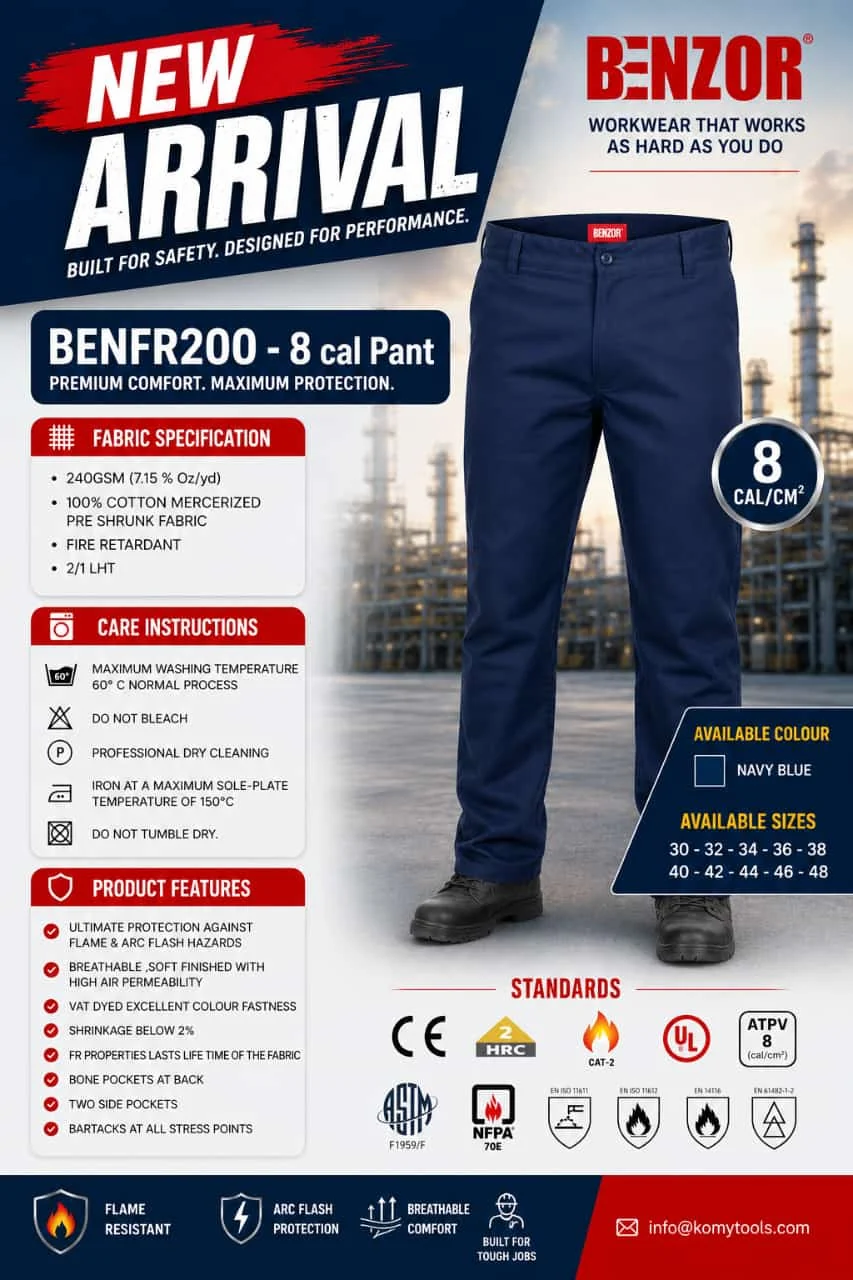 NEW
ARRIVAL
BUILT FOR SAFETY. DESIGNED FOR PERFORMANCE.
BENZOR®
WORKWEAR THAT WORKS
AS HARD AS YOU DO
BENZOR®
BENFR200 - 8 cal Pant
PREMIUM COMFORT. MAXIMUM PROTECTION.
FABRIC SPECIFICATION
• 240GSM (7.15 % Oz/yd)
• 100% COTTON MERCERIZED
PRE SHRUNK FABRIC
• FIRE RETARDANT
• 2/1 LHT
8
CAL/CM²
CARE INSTRUCTIONS
60°
MAXIMUM WASHING TEMPERATURE
60° C NORMAL PROCESS
DO NOT BLEACH
P
PROFESSIONAL DRY CLEANING
IRON AT A MAXIMUM SOLE-PLATE
TEMPERATURE OF 150°C
DO NOT TUMBLE DRY.
AVAILABLE COLOUR
NAVY BLUE
AVAILABLE SIZES
30 - 32 - 34 - 36 - 38
40 - 42 - 44 - 46 - 48
PRODUCT FEATURES
ULTIMATE PROTECTION AGAINST
FLAME & ARC FLASH HAZARDS
BREATHABLE ,SOFT FINISHED WITH
HIGH AIR PERMEABILITY
VAT DYED EXCELLENT COLOUR FASTNESS
SHRINKAGE BELOW 2%
FR PROPERTIES LASTS LIFE TIME OF THE FABRIC
BONE POCKETS AT BACK
TWO SIDE POCKETS
BARTACKS AT ALL STRESS POINTS
STANDARDS
CE
2
HRC
CAT-2
UL
ATPV
8
(cal/cm²)
ASTM
F1959/F
NFPA
70E
EN ISO 11611
EN ISO 11612
EN 14116
EN 61482-1-2
FLAME
RESISTANT
ARC FLASH
PROTECTION
BREATHABLE
COMFORT
BUILT FOR
TOUGH JOBS
info@komytools.com